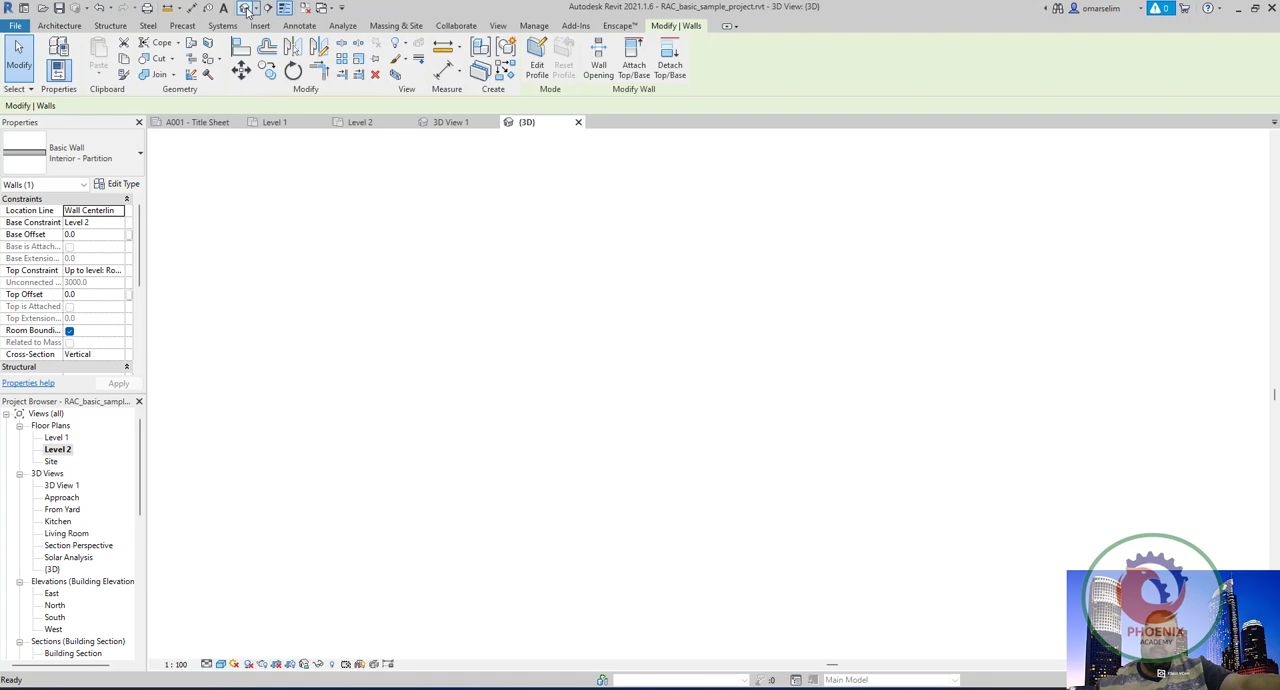 Autodesk Revit 2021.1.6 - RAC_basic_sample_project.rvt - 3D View: {3D}
omarselim
0
File Architecture Structure Steel Precast Systems Insert Annotate Analyze Massing & Site Collaborate View Manage Add-Ins Enscape™ Modify | Walls
Modify
Select
Properties
Paste
Clipboard
Cope
Cut
Join
Geometry
Modify
View
Measure
Create
Edit Profile
Reset Profile
Mode
Wall Opening
Attach Top/Base
Detach Top/Base
Modify Wall
Modify | Walls
Properties
Basic Wall
Interior - Partition
Walls (1)
Edit Type
Constraints
Location Line Wall Centerlin
Base Constraint Level 2
Base Offset 0.0
Base is Attach...
Base Extensio... 0.0
Top Constraint Up to level: Ro...
Unconnected ... 3000.0
Top Offset 0.0
Top is Attached
Top Extension... 0.0
Room Boundi...
Related to Mass
Cross-Section Vertical
Structural
Properties help
Apply
Project Browser - RAC_basic_sampl...
Views (all)
Floor Plans
Level 1
Level 2
Site
3D Views
3D View 1
Approach
From Yard
Kitchen
Living Room
Section Perspective
Solar Analysis
{3D}
Elevations (Building Elevation
East
North
South
West
Sections (Building Section)
Building Section
A001 - Title Sheet
Level 1
Level 2
3D View 1
{3D}
1 : 100
Ready
:0
Main Model
PHOENIX
ACADEMY